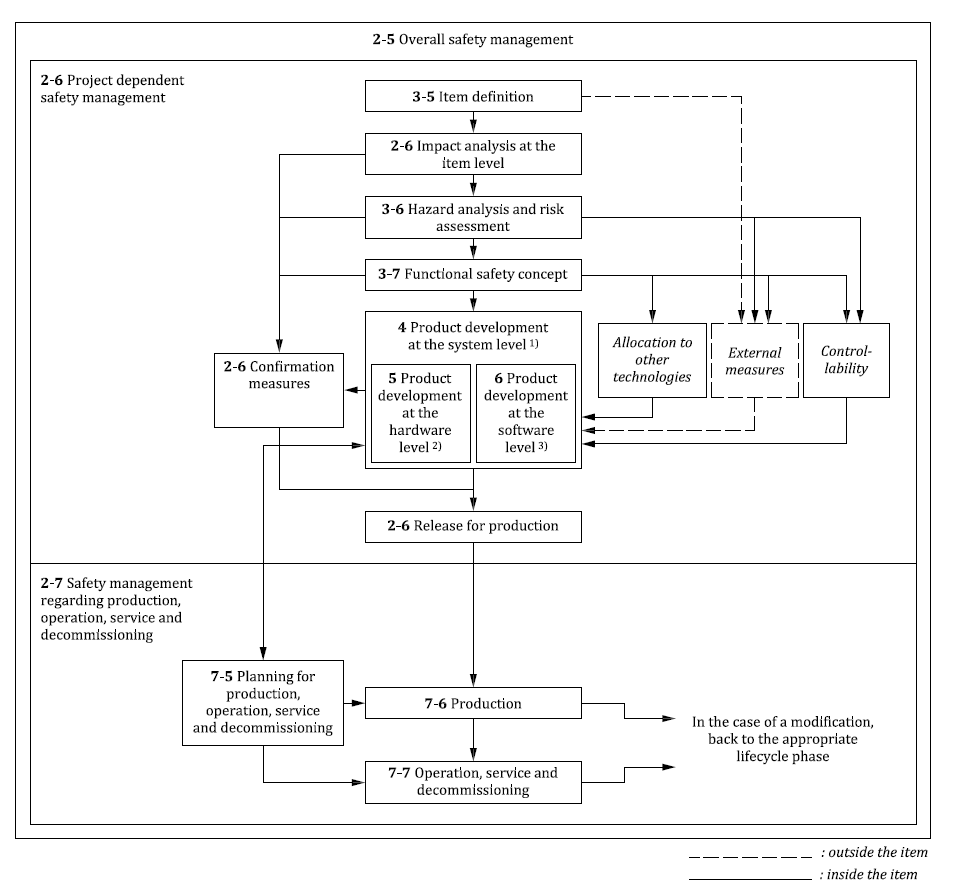 2-5 Overall safety management
2-6 Project dependent
safety management
3-5 Item definition
2-6 Impact analysis at the
item level
3-6 Hazard analysis and risk
assessment
3-7 Functional safety concept
4 Product development
at the system level 1)
5 Product
development
at the
hardware
level 2)
6 Product
development
at the
software
level 3)
Allocation to
other
technologies
External
measures
Control-
lability
2-6 Confirmation
measures
2-6 Release for production
2-7 Safety management
regarding production,
operation, service and
decommissioning
7-5 Planning for
production,
operation, service
and decommissioning
7-6 Production
7-7 Operation, service and
decommissioning
In the case of a modification,
back to the appropriate
lifecycle phase
: outside the item
: inside the item